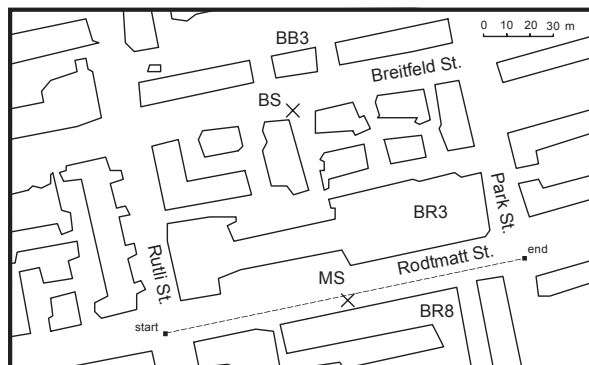 BB3
0 10 20 30 m
Breitfeld St.
BS
Park St.
BR3
Rutli St.
Rodtmatt St.
end
MS
start
BR8